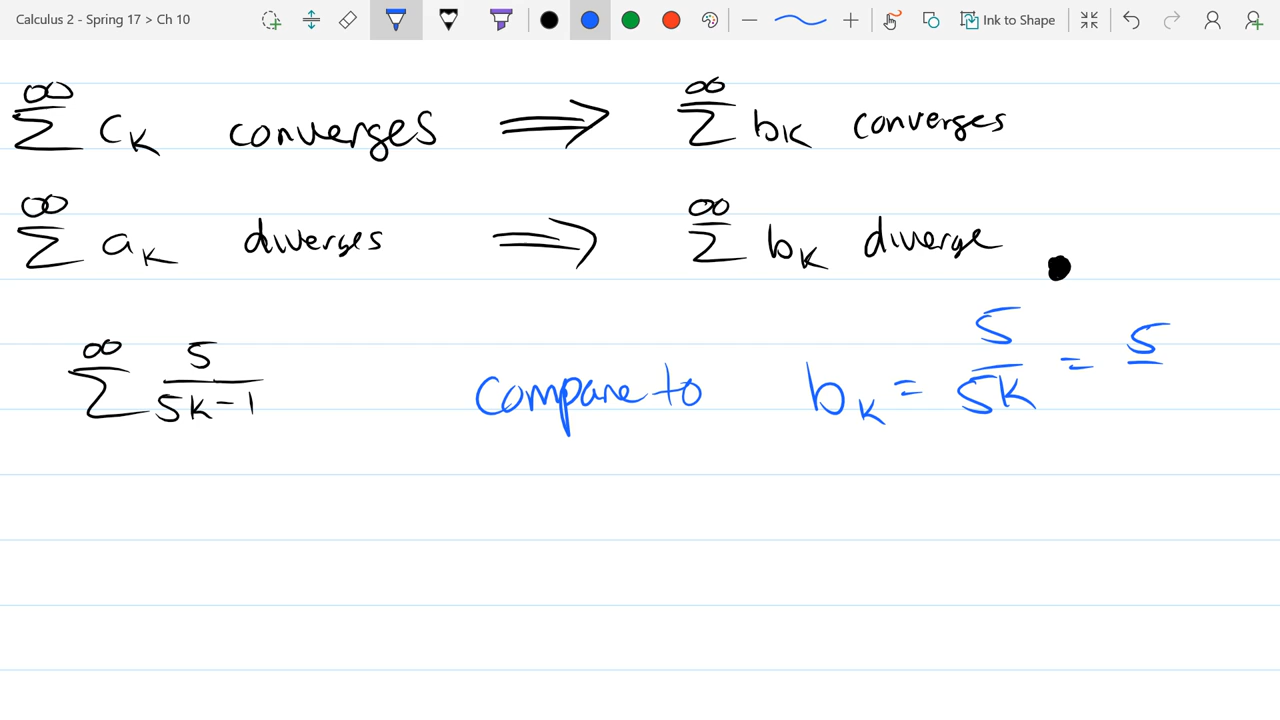 Calculus 2 - Spring 17 > Ch 10 Ink to Shape
∞ ∑ c_K converges ⟹ ∞ ∑ b_K converges
∞ ∑ a_K diverges ⟹ ∞ ∑ b_K diverge
∞ ∑ 5/(5K-1) compare to b_K = 5/5K = 5